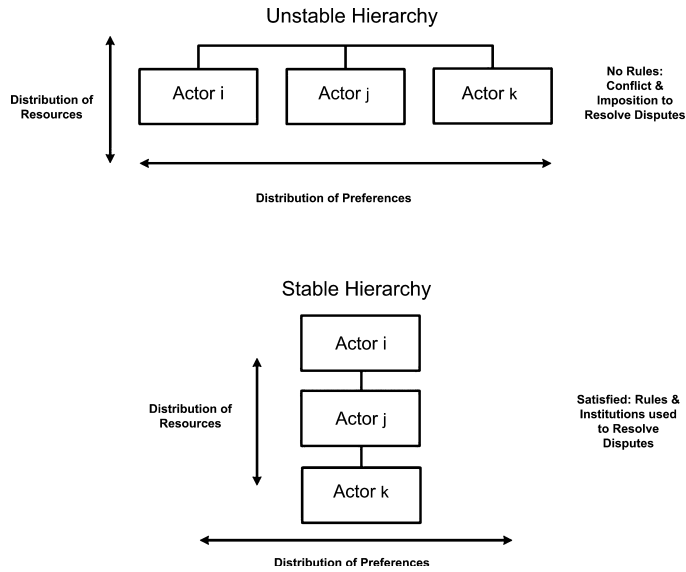 Unstable Hierarchy
Distribution of
Resources
Actor i
Actor j
Actor k
No Rules:
Conflict &
Imposition to
Resolve Disputes
Distribution of Preferences
Stable Hierarchy
Actor i
Distribution of
Resources
Actor j
Satisfied: Rules &
Institutions used
to Resolve
Disputes
Actor k
Distribution of Preferences